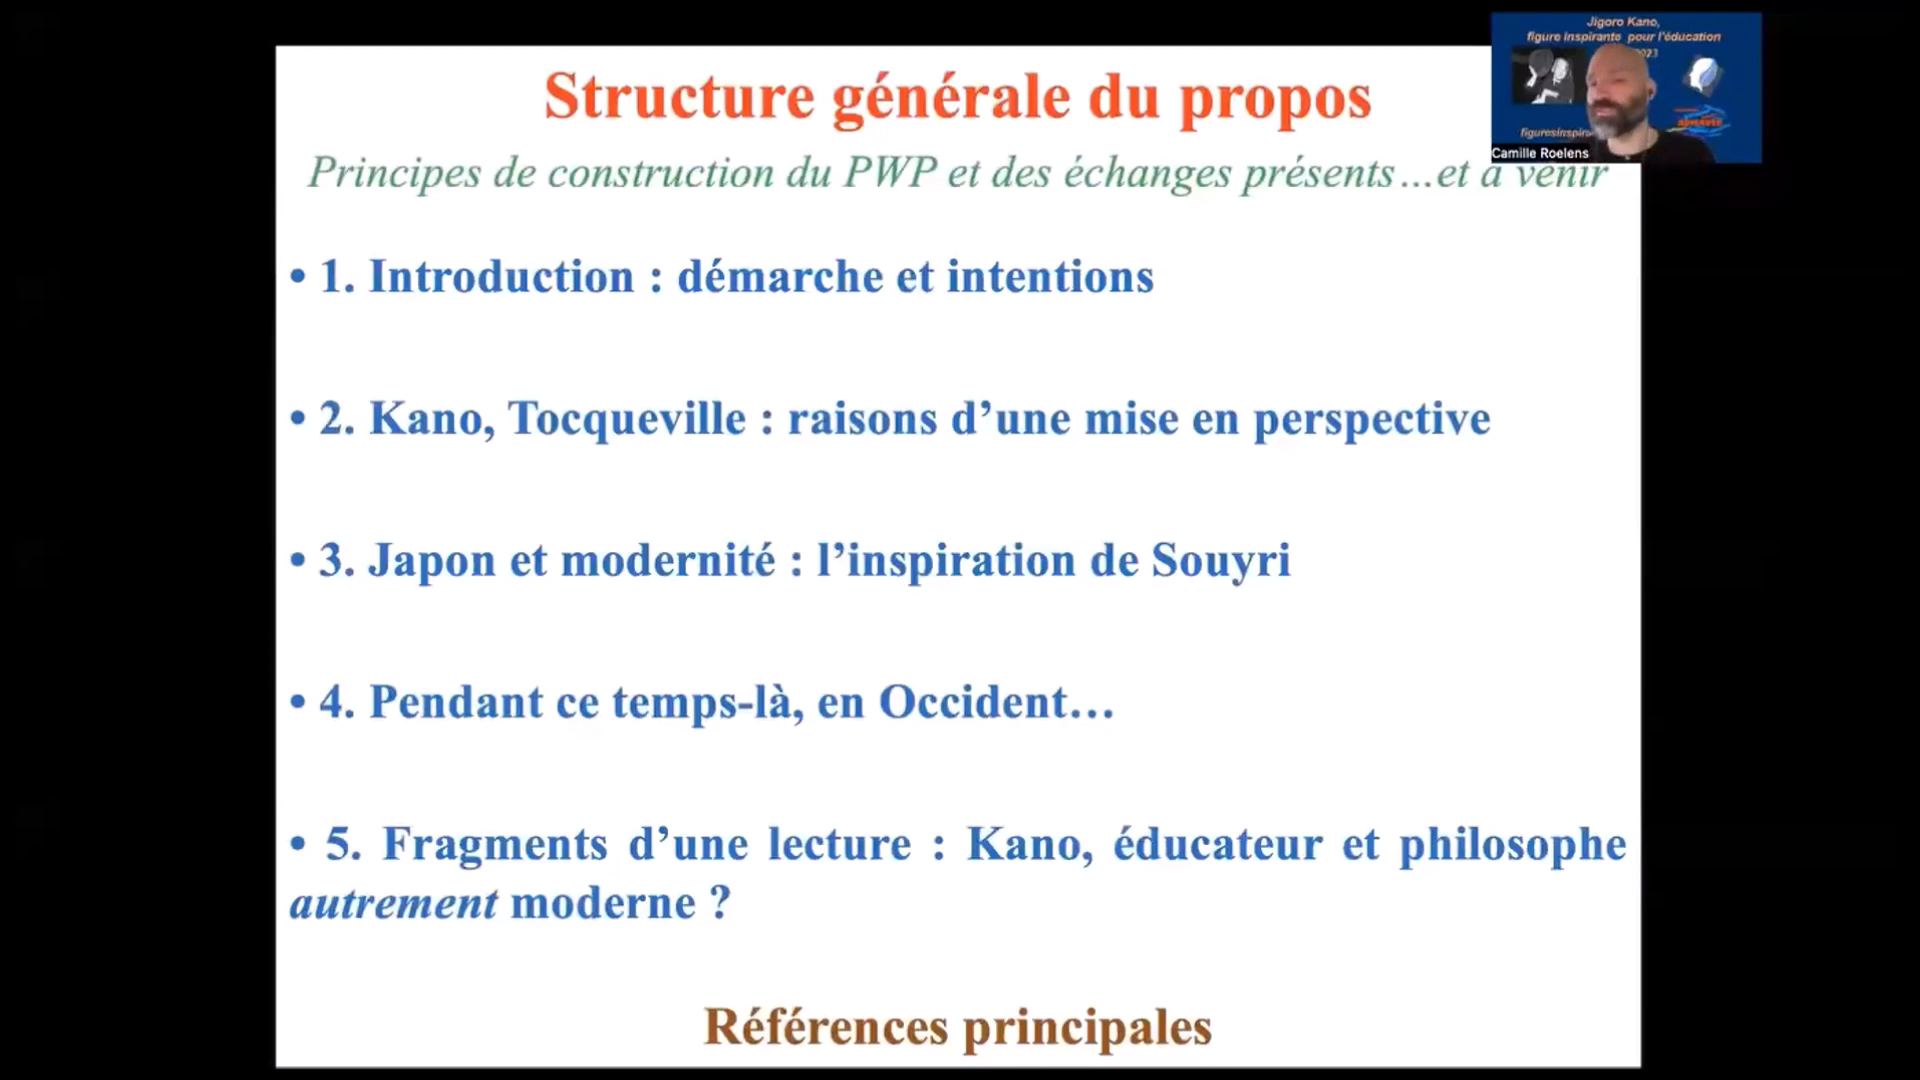 Structure générale du propos
Principes de construction du PWP et des échanges présents…et à venir
• 1. Introduction : démarche et intentions
• 2. Kano, Tocqueville : raisons d’une mise en perspective
• 3. Japon et modernité : l’inspiration de Souyri
• 4. Pendant ce temps-là, en Occident…
• 5. Fragments d’une lecture : Kano, éducateur et philosophe
autrement moderne ?
Références principales
Jigoro Kano,
figure inspirante pour l'éducation
Camille Roelens